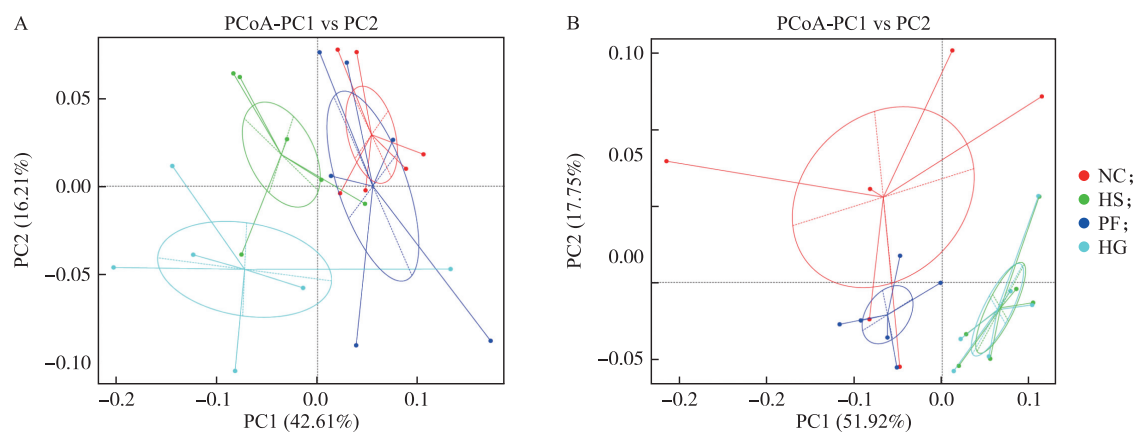 A
PCoA-PC1 vs PC2
PC2 (16.21%)
0.05
0.00
−0.05
−0.10
−0.2
−0.1
0.0
0.1
PC1 (42.61%)
B
PCoA-PC1 vs PC2
PC2 (17.75%)
0.10
0.05
0.00
−0.05
−0.3
−0.2
−0.1
0.0
0.1
PC1 (51.92%)
NC；
HS；
PF；
HG